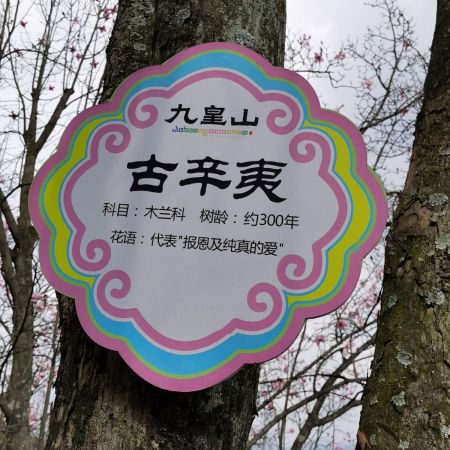 九皇山
Jiuhuangshan
古辛夷
科目：木兰科 树龄：约300年
花语：代表"报恩及纯真的爱"